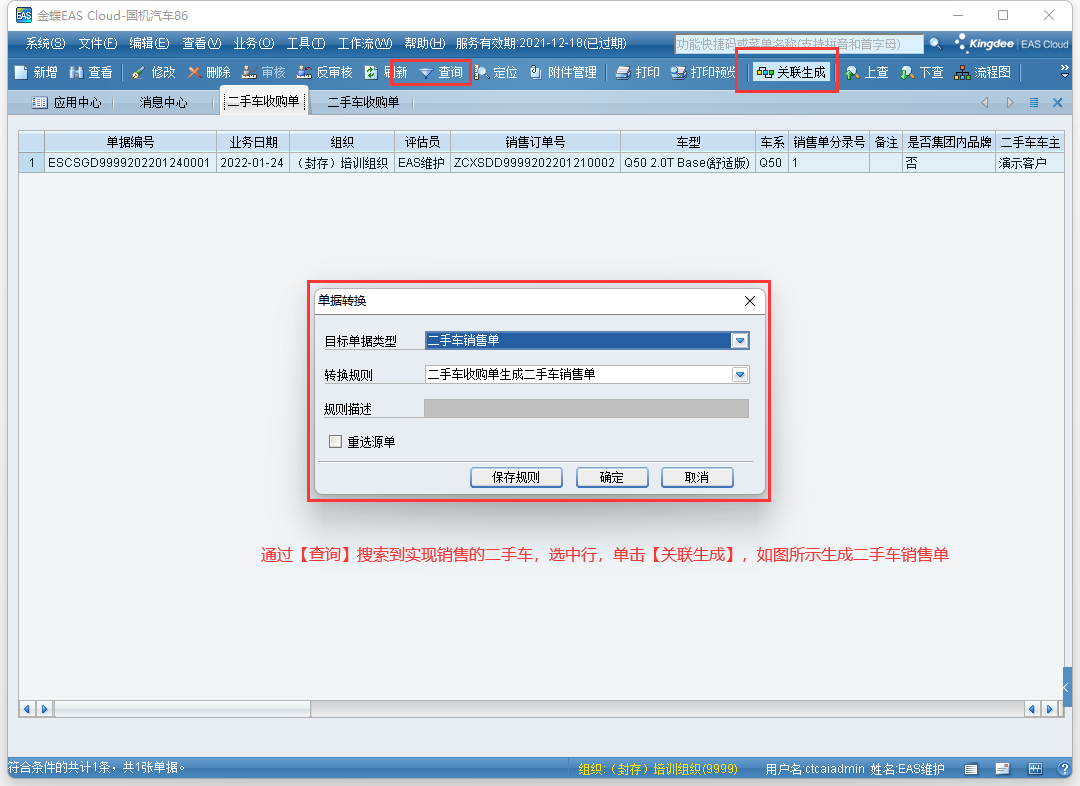 金蝶EAS Cloud-国机汽车86
系统(S) 文件(F) 编辑(E) 查看(V) 业务(O) 工具(T) 工作流(W) 帮助(H) 服务有效期:2021-12-18(已过期) 功能快捷码或菜单名称(支持拼音和首字母) Kingdee EAS Cloud
新增 查看 修改 删除 审核 反审核 刷新 查询 定位 附件管理 打印 打印预览 关联生成 上查 下查 流程图
应用中心 消息中心 二手车收购单 二手车收购单
单据编号 业务日期 组织 评估员 销售订单号 车型 车系 销售单分录号 备注 是否集团内品牌 二手车车主
1 ESCSGD9999202201240001 2022-01-24 （封存）培训组织 EAS维护 ZCXSDD9999202201210002 Q50 2.0T Base(舒适版) Q50 1 否 演示客户
单据转换
目标单据类型 二手车销售单
转换规则 二手车收购单生成二手车销售单
规则描述
重选源单
保存规则 确定 取消
通过【查询】搜索到实现销售的二手车，选中行，单击【关联生成】，如图所示生成二手车销售单
符合条件的共计1条，共1张单据。 组织:（封存）培训组织(9999) 用户名:ctcaiadmin 姓名:EAS维护